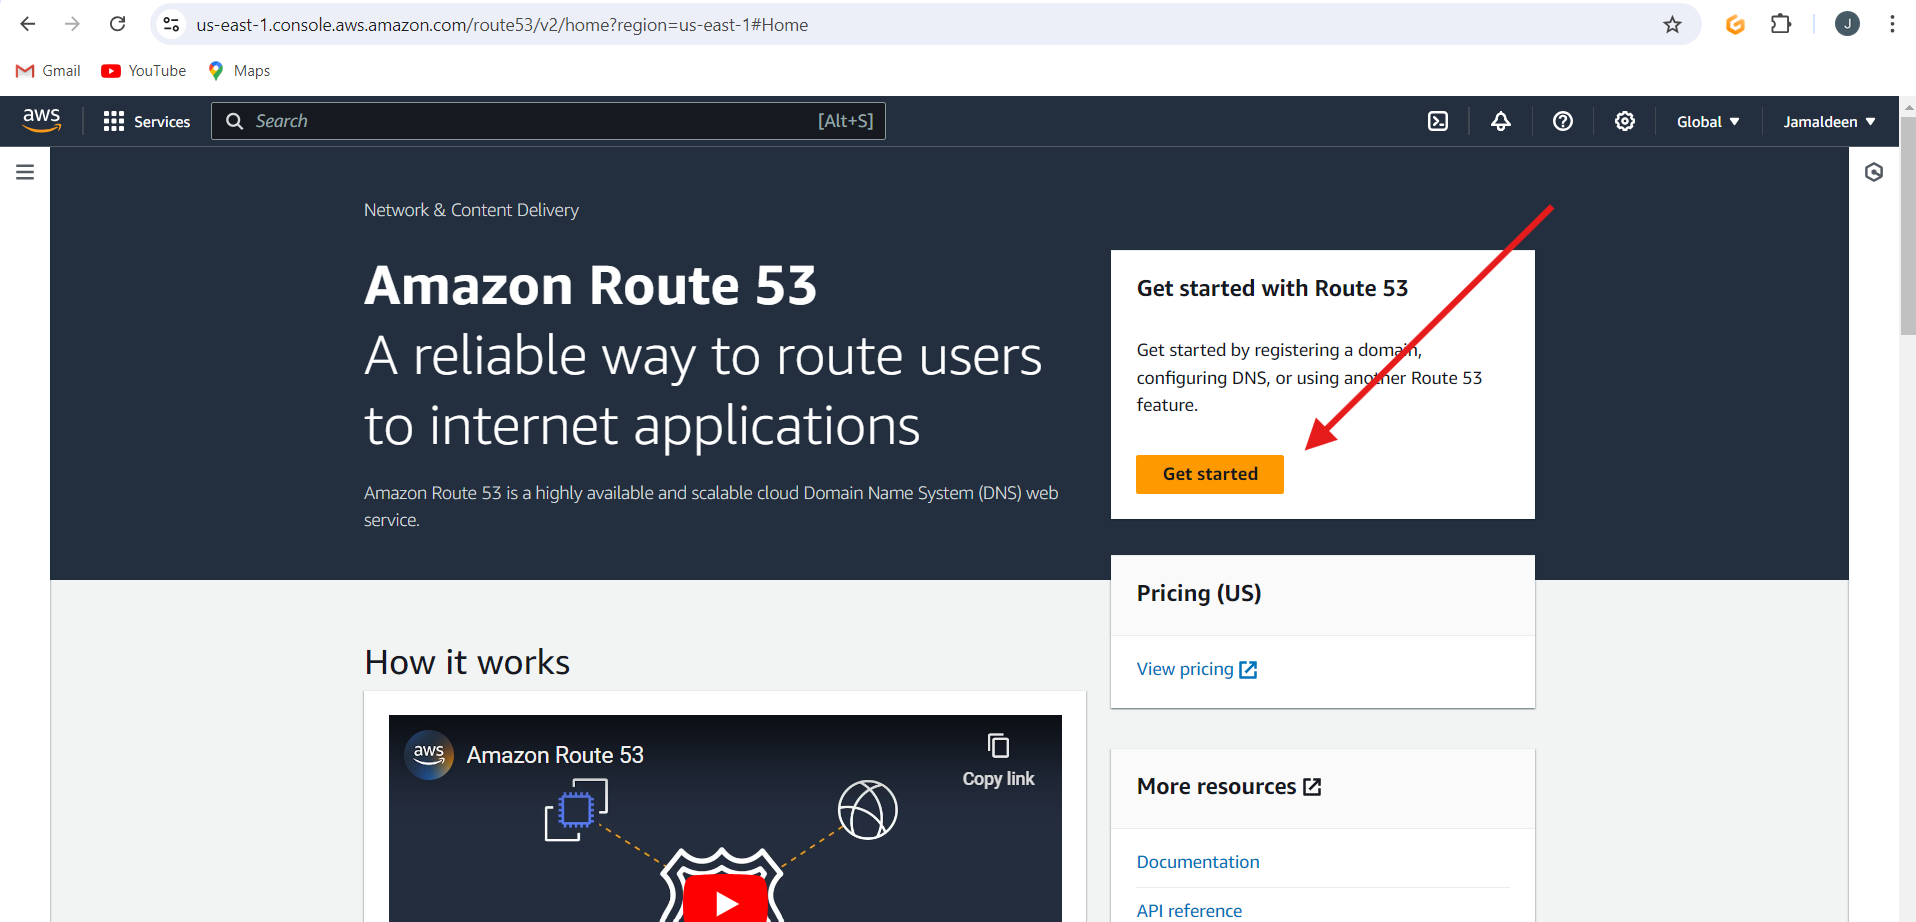 us-east-1.console.aws.amazon.com/route53/v2/home?region=us-east-1#Home
J
Gmail
YouTube
Maps
aws
Services
Search
[Alt+S]
Global
Jamaldeen
Network & Content Delivery
Amazon Route 53
A reliable way to route users
to internet applications
Amazon Route 53 is a highly available and scalable cloud Domain Name System (DNS) web
service.
Get started with Route 53
Get started by registering a domain,
configuring DNS, or using another Route 53
feature.
Get started
Pricing (US)
View pricing
How it works
aws
Amazon Route 53
Copy link
More resources
Documentation
API reference